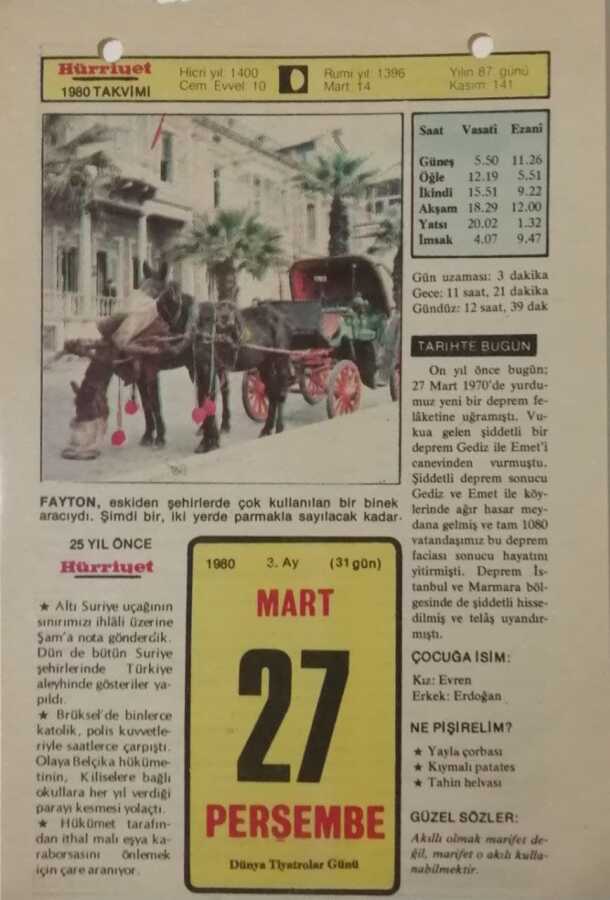 Hürriyet
1980 TAKVİMİ
Hicri yıl: 1400
Cem. Evvel: 10
Rumi yıl: 1396
Mart: 14
Yılın 87. günü
Kasım: 141
Saat Vasatî Ezanî
Güneş 5.50 11.26
Öğle 12.19 5.51
İkindi 15.51 9.22
Akşam 18.29 12.00
Yatsı 20.02 1.32
İmsak 4.07 9.47
Gün uzaması: 3 dakika
Gece: 11 saat, 21 dakika
Gündüz: 12 saat, 39 dak
FAYTON, eskiden şehirlerde çok kullanılan bir binek
aracıydı. Şimdi bir, iki yerde parmakla sayılacak kadar.
TARİHTE BUGÜN
On yıl önce bugün;
27 Mart 1970'de yurdu-
muz yeni bir deprem fe-
lâketine uğramıştı. Vu-
kua gelen şiddetli bir
deprem Gediz ile Emet'i
canevinden vurmuştu.
Şiddetli deprem sonucu
Gediz ve Emet ile köy-
lerinde ağır hasar mey-
dana gelmiş ve tam 1080
vatandaşımız bu deprem
faciası sonucu hayatını
yitirmişti. Deprem İs-
tanbul ve Marmara böl-
gesinde de şiddetli hisse-
dilmiş ve telâş uyandır-
mıştı.
ÇOCUĞA İSİM:
Kız: Evren
Erkek: Erdoğan
NE PİŞİRELİM?
★ Yayla çorbası
★ Kıymalı patates
★ Tahin helvası
GÜZEL SÖZLER:
Akıllı olmak marifet de-
ğil, marifet o aklı kulla-
nabilmektir.
25 YIL ÖNCE
Hürriyet
★ Altı Suriye uçağının
sınırımızı ihlâli üzerine
Şam'a nota gönderdik.
Dün de bütün Suriye
şehirlerinde Türkiye
aleyhinde gösteriler ya-
pıldı.
★ Brüksel'de binlerce
katolik, polis kuvvetle-
riyle saatlerce çarpıştı.
Olaya Belçika hüküme-
tinin, Kiliselere bağlı
okullara her yıl verdiği
parayı kesmesi yolaçtı.
★ Hükümet tarafın-
dan ithal malı eşya ka-
raborsasını önlemek
için çare aranıyor.
1980 3. Ay (31 gün)
MART
27
PERŞEMBE
Dünya Tiyatrolar Günü